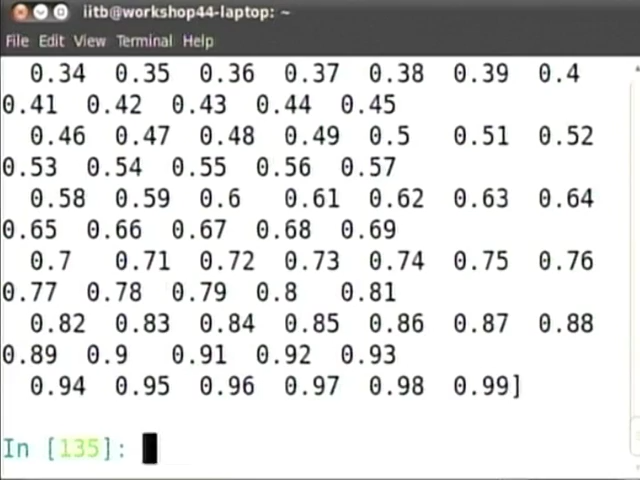 iitb@workshop44-laptop: ~
File Edit View Terminal Help
0.34 0.35 0.36 0.37 0.38 0.39 0.4
0.41 0.42 0.43 0.44 0.45
0.46 0.47 0.48 0.49 0.5 0.51 0.52
0.53 0.54 0.55 0.56 0.57
0.58 0.59 0.6 0.61 0.62 0.63 0.64
0.65 0.66 0.67 0.68 0.69
0.7 0.71 0.72 0.73 0.74 0.75 0.76
0.77 0.78 0.79 0.8 0.81
0.82 0.83 0.84 0.85 0.86 0.87 0.88
0.89 0.9 0.91 0.92 0.93
0.94 0.95 0.96 0.97 0.98 0.99]
In [135]: